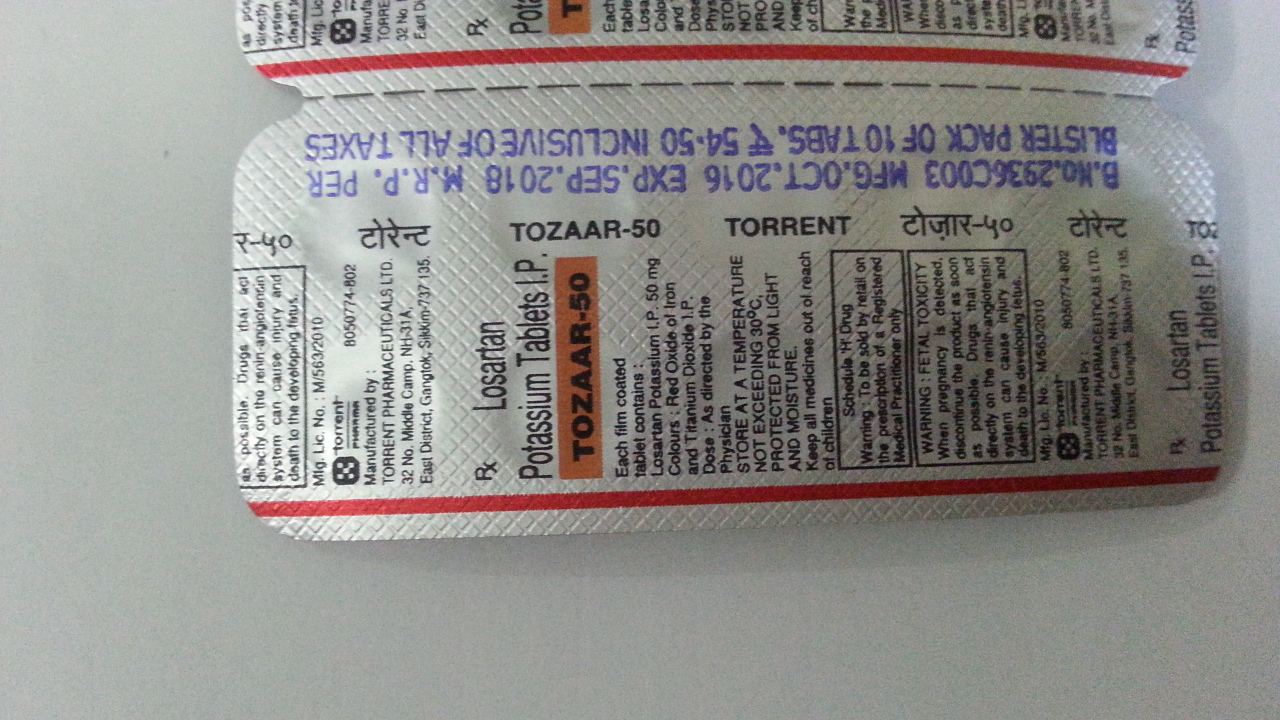 B.No.2936C003 MFG.OCT.2016 EXP.SEP.2018 M.R.P. PER
BLISTER PACK OF 10 TABS. ₹ 54·50 INCLUSIVE OF ALL TAXES
स-५०
टोरेन्ट
TOZAAR-50
TORRENT
टोज़ार-५०
टोरेन्ट
as possible. Drugs that act
directly on the renin-angiotensin
system can cause injury and
death to the developing fetus.
Mfg. Lic. No. : M/563/2010
torrent
PHARMA
8050774-802
Manufactured by :
TORRENT PHARMACEUTICALS LTD.
32 No. Middle Camp, NH-31A,
East District, Gangtok, Sikkim-737 135.
Rx
Losartan
Potassium Tablets I.P.
TOZAAR-50
Each film coated
tablet contains :
Losartan Potassium I.P. 50 mg
Colours : Red Oxide of Iron
and Titanium Dioxide I.P.
Dose : As directed by the
Physician
STORE AT A TEMPERATURE
NOT EXCEEDING 30°C,
PROTECTED FROM LIGHT
AND MOISTURE.
Keep all medicines out of reach
of children
Schedule 'H' Drug
Warning : To be sold by retail on
the prescription of a Registered
Medical Practitioner only
WARNING : FETAL TOXICITY
When pregnancy is detected,
discontinue the product as soon
as possible. Drugs that act
directly on the renin-angiotensin
system can cause injury and
death to the developing fetus.
Mfg. Lic. No. : M/563/2010
torrent
PHARMA
8050774-802
Manufactured by :
TORRENT PHARMACEUTICALS LTD.
32 No. Middle Camp, NH-31A,
East District, Gangtok, Sikkim-737 135.
Rx
Losartan
Potassium Tablets I.P.